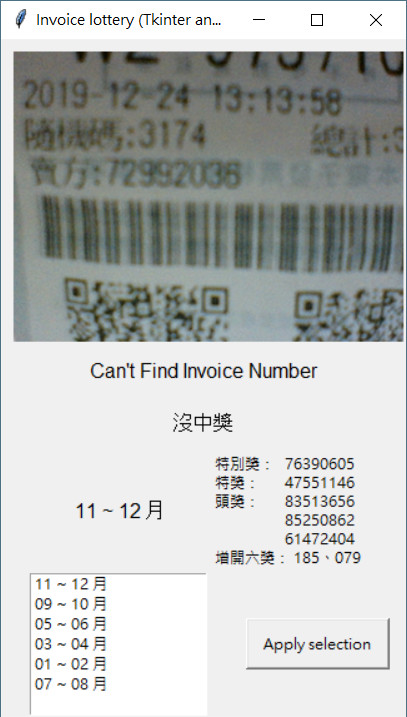 Invoice lottery (Tkinter an...
2019-12-24 13:13:58
隨機碼:3174 總計:3
賣方:72992036
Can't Find Invoice Number
沒中獎
特別獎： 76390605
特獎： 47551146
頭獎： 83513656
85250862
61472404
增開六獎： 185、079
11 ~ 12 月
11 ~ 12 月
09 ~ 10 月
05 ~ 06 月
03 ~ 04 月
01 ~ 02 月
07 ~ 08 月
Apply selection